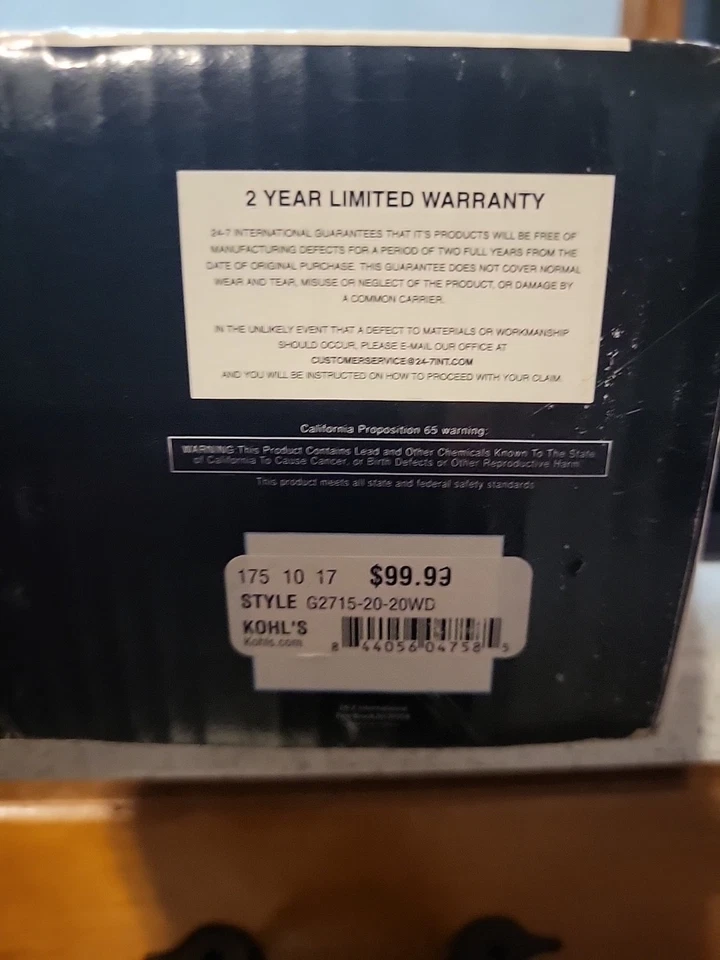 2 YEAR LIMITED WARRANTY
24-7 INTERNATIONAL GUARANTEES THAT IT'S PRODUCTS WILL BE FREE OF
MANUFACTURING DEFECTS FOR A PERIOD OF TWO FULL YEARS FROM THE
DATE OF ORIGINAL PURCHASE. THIS GUARANTEE DOES NOT COVER NORMAL
WEAR AND TEAR, MISUSE OR NEGLECT OF THE PRODUCT, OR DAMAGE BY
A COMMON CARRIER.
IN THE UNLIKELY EVENT THAT A DEFECT TO MATERIALS OR WORKMANSHIP
SHOULD OCCUR, PLEASE E-MAIL OUR OFFICE AT
CUSTOMERSERVICE@24-7INT.COM
AND YOU WILL BE INSTRUCTED ON HOW TO PROCEED WITH YOUR CLAIM.
California Proposition 65 warning:
WARNING: This Product Contains Lead and Other Chemicals Known To The State
of California To Cause Cancer, or Birth Defects or Other Reproductive Harm
This product meets all state and federal safety standards
175 10 17 $99.99
STYLE G2715-20-20WD
KOHL'S
Kohls.com
8 44056 04758 5
24-7 International